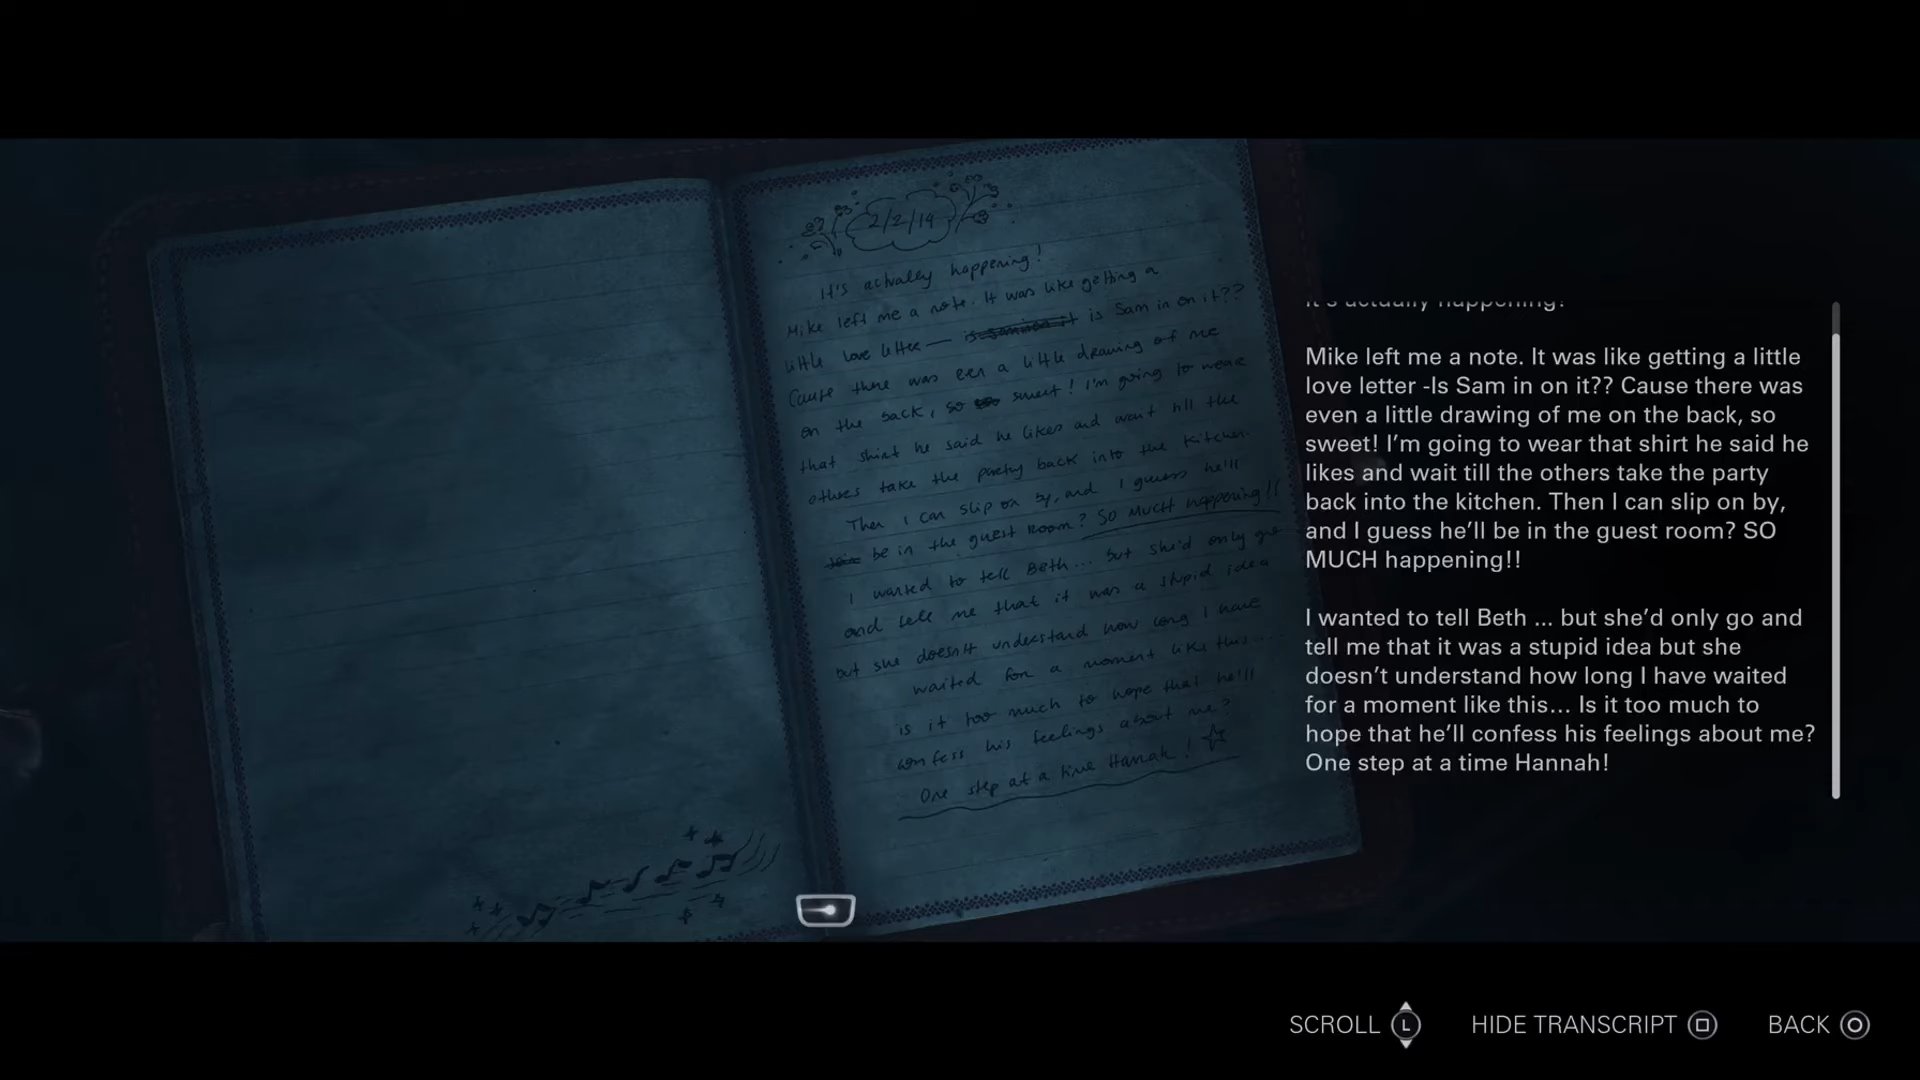 2/2/14
It's actually happening!
Mike left me a note. It was like getting a
little love letter — is Sam in on it??
Cause there was een a little drawing of me
on the back, so sweet! I'm going to wear
that shirt he said he likes and wait till the
others take the party back into the kitchen.
Then I can slip on by, and I guess he'll
be in the guest room? SO MUCH happening!!
I wanted to tell Beth... but she'd only go
and tell me that it was a stupid idea
but she doesn't understand how long I have
waited for a moment like this....
is it too much to hope that he'll
confess his feelings about me?
One step at a time Hannah!
it's actually happening!
Mike left me a note. It was like getting a little
love letter -Is Sam in on it?? Cause there was
even a little drawing of me on the back, so
sweet! I'm going to wear that shirt he said he
likes and wait till the others take the party
back into the kitchen. Then I can slip on by,
and I guess he'll be in the guest room? SO
MUCH happening!!
I wanted to tell Beth ... but she'd only go and
tell me that it was a stupid idea but she
doesn't understand how long I have waited
for a moment like this... Is it too much to
hope that he'll confess his feelings about me?
One step at a time Hannah!
SCROLL L HIDE TRANSCRIPT BACK